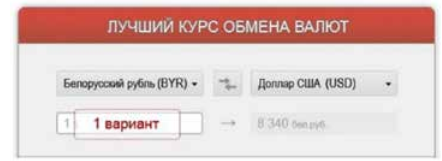 ЛУЧШИЙ КУРС ОБМЕНА ВАЛЮТ
Белорусский рубль (BYR) Доллар США (USD)
1 1 вариант → 8 340 бел.руб.